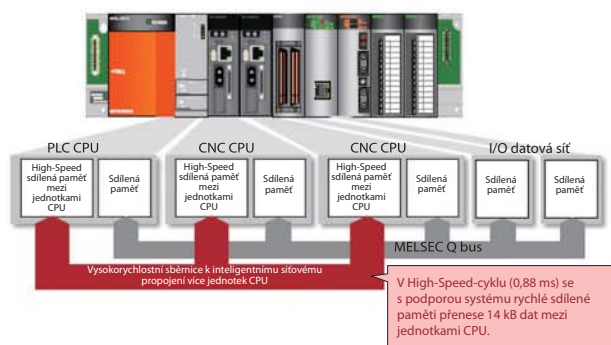 PLC CPU
CNC CPU
CNC CPU
I/O datová síť
High-Speed
sdílená paměť
mezi
jednotkami
CPU
Sdílená
paměť
High-Speed
sdílená paměť
mezi
jednotkami
CPU
Sdílená
paměť
High-Speed
sdílená paměť
mezi
jednotkami
CPU
Sdílená
paměť
Sdílená
paměť
Sdílená
paměť
MELSEC Q bus
Vysokorychlostní sběrnice k inteligentnímu síťovému
propojení více jednotek CPU
V High-Speed-cyklu (0,88 ms) se
s podporou systému rychlé sdílené
paměti přenese 14 kB dat mezi
jednotkami CPU.